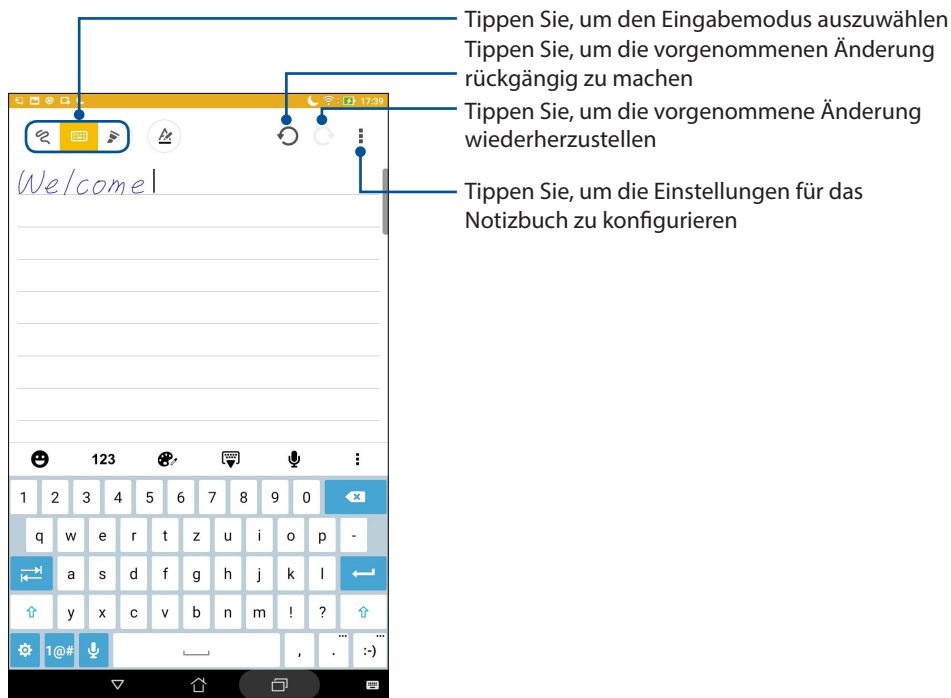 Tippen Sie, um den Eingabemodus auszuwählen
Tippen Sie, um die vorgenommenen Änderung
rückgängig zu machen
Tippen Sie, um die vorgenommene Änderung
wiederherzustellen
Tippen Sie, um die Einstellungen für das
Notizbuch zu konfigurieren
17:39
Welcome
123
1 2 3 4 5 6 7 8 9 0
q w e r t z u i o p -
a s d f g h j k l
y x c v b n m ! ?
1@# , . :-)